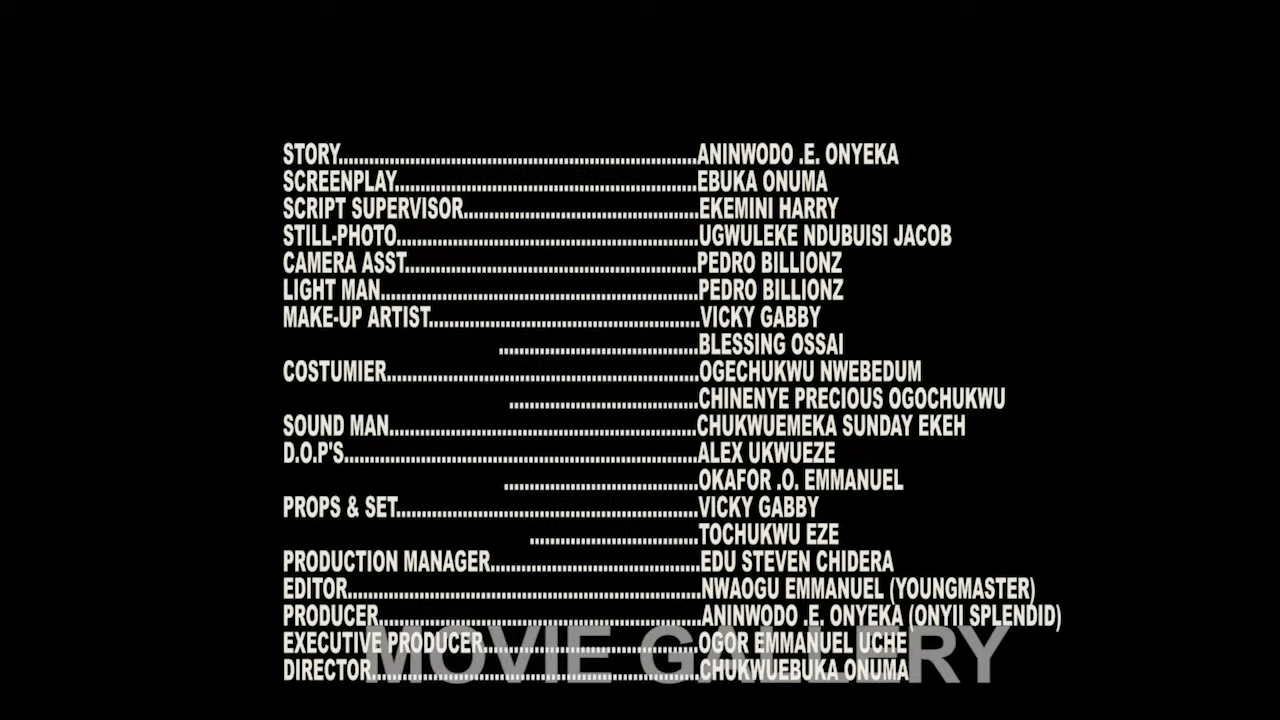 STORY......................................................................ANINWODO .E. ONYEKA
SCREENPLAY...........................................................EBUKA ONUMA
SCRIPT SUPERVISOR..............................................EKEMINI HARRY
STILL-PHOTO...........................................................UGWULEKE NDUBUISI JACOB
CAMERA ASST.........................................................PEDRO BILLIONZ
LIGHT MAN..............................................................PEDRO BILLIONZ
MAKE-UP ARTIST.....................................................VICKY GABBY
.......................................BLESSING OSSAI
COSTUMIER.............................................................OGECHUKWU NWEBEDUM
.....................................CHINENYE PRECIOUS OGOCHUKWU
SOUND MAN............................................................CHUKWUEMEKA SUNDAY EKEH
D.O.P'S.....................................................................ALEX UKWUEZE
......................................OKAFOR .O. EMMANUEL
PROPS & SET...........................................................VICKY GABBY
.................................TOCHUKWU EZE
PRODUCTION MANAGER.........................................EDU STEVEN CHIDERA
EDITOR.....................................................................NWAOGU EMMANUEL (YOUNGMASTER)
PRODUCER...............................................................ANINWODO .E. ONYEKA (ONYII SPLENDID)
EXECUTIVE PRODUCER..........................................OGOR EMMANUEL UCHE
MOVIE GALLERY
DIRECTOR................................................................CHUKWUEBUKA ONUMA